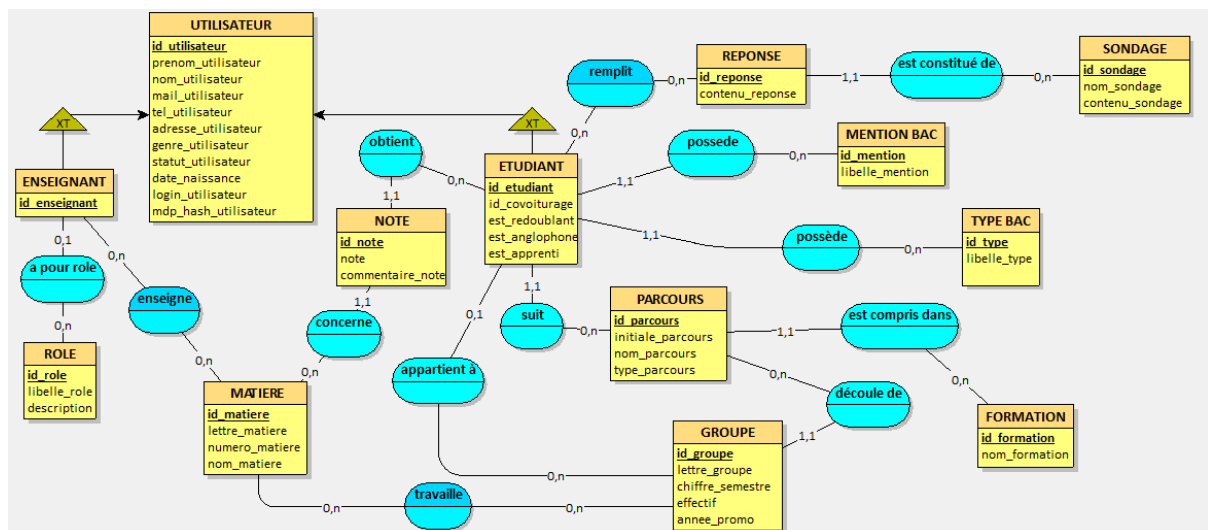 UTILISATEUR
id_utilisateur
prenom_utilisateur
nom_utilisateur
mail_utilisateur
tel_utilisateur
adresse_utilisateur
genre_utilisateur
statut_utilisateur
date_naissance
login_utilisateur
mdp_hash_utilisateur
XT
XT
ENSEIGNANT
id_enseignant
0,1
a pour role
0,n
ROLE
id_role
libelle_role
description
0,n
enseigne
0,n
MATIERE
id_matiere
lettre_matiere
numero_matiere
nom_matiere
obtient
0,n
1,1
NOTE
id_note
note
commentaire_note
1,1
concerne
0,n
ETUDIANT
id_etudiant
id_covoiturage
est_redoublant
est_anglophone
est_apprenti
remplit
0,n
0,n
REPONSE
id_reponse
contenu_reponse
1,1
est constitué de
0,n
SONDAGE
id_sondage
nom_sondage
contenu_sondage
1,1
possede
0,n
MENTION BAC
id_mention
libelle_mention
1,1
possède
0,n
TYPE BAC
id_type
libelle_type
1,1
suit
0,n
PARCOURS
id_parcours
initiale_parcours
nom_parcours
type_parcours
1,1
est compris dans
0,n
FORMATION
id_formation
nom_formation
0,n
découle de
1,1
0,1
appartient à
0,n
GROUPE
id_groupe
lettre_groupe
chiffre_semestre
effectif
annee_promo
0,n
travaille
0,n